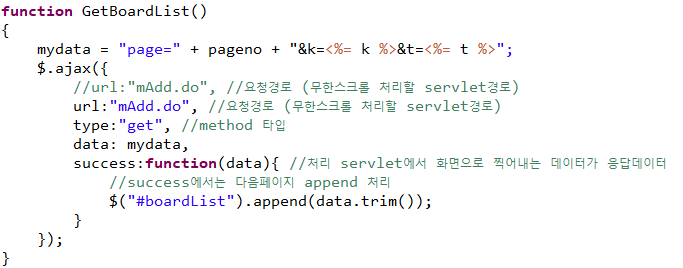 function GetBoardList()
{
    mydata = "page=" + pageno + "&k=<%= k %>&t=<%= t %>";
    $.ajax({
        //url:"mAdd.do", //요청경로 (무한스크롤 처리할 servlet경로)
        url:"mAdd.do", //요청경로 (무한스크롤 처리할 servlet경로)
        type:"get", //method 타입
        data: mydata,
        success:function(data){ //처리 servlet에서 화면으로 찍어내는 데이터가 응답데이터
            //success에서는 다음페이지 append 처리
            $("#boardList").append(data.trim());
        }
    });
}